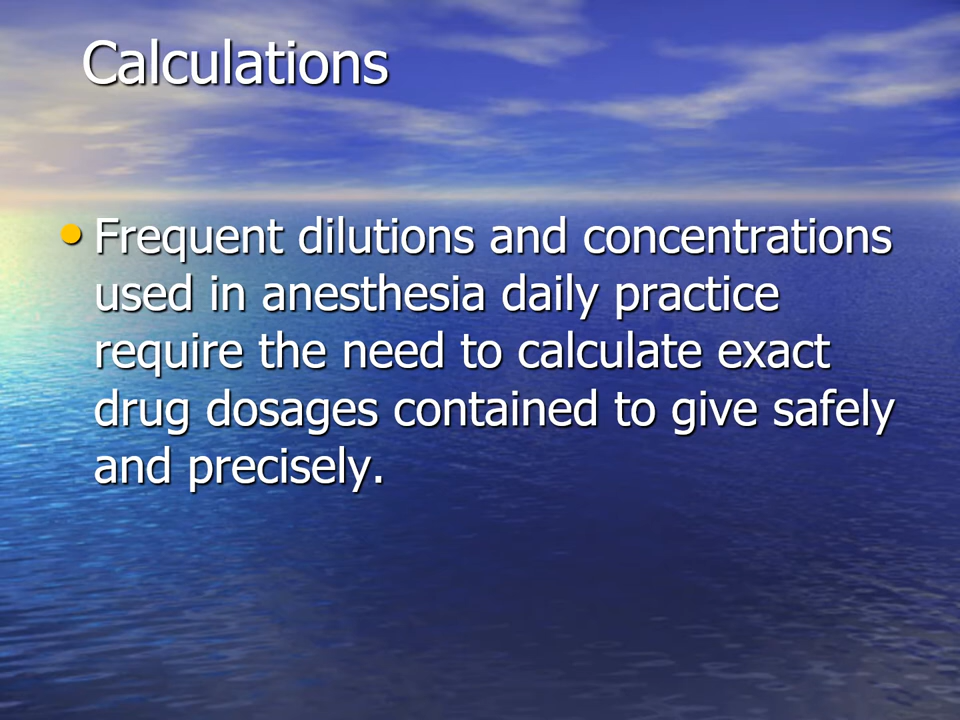 Calculations
• Frequent dilutions and concentrations
used in anesthesia daily practice
require the need to calculate exact
drug dosages contained to give safely
and precisely.